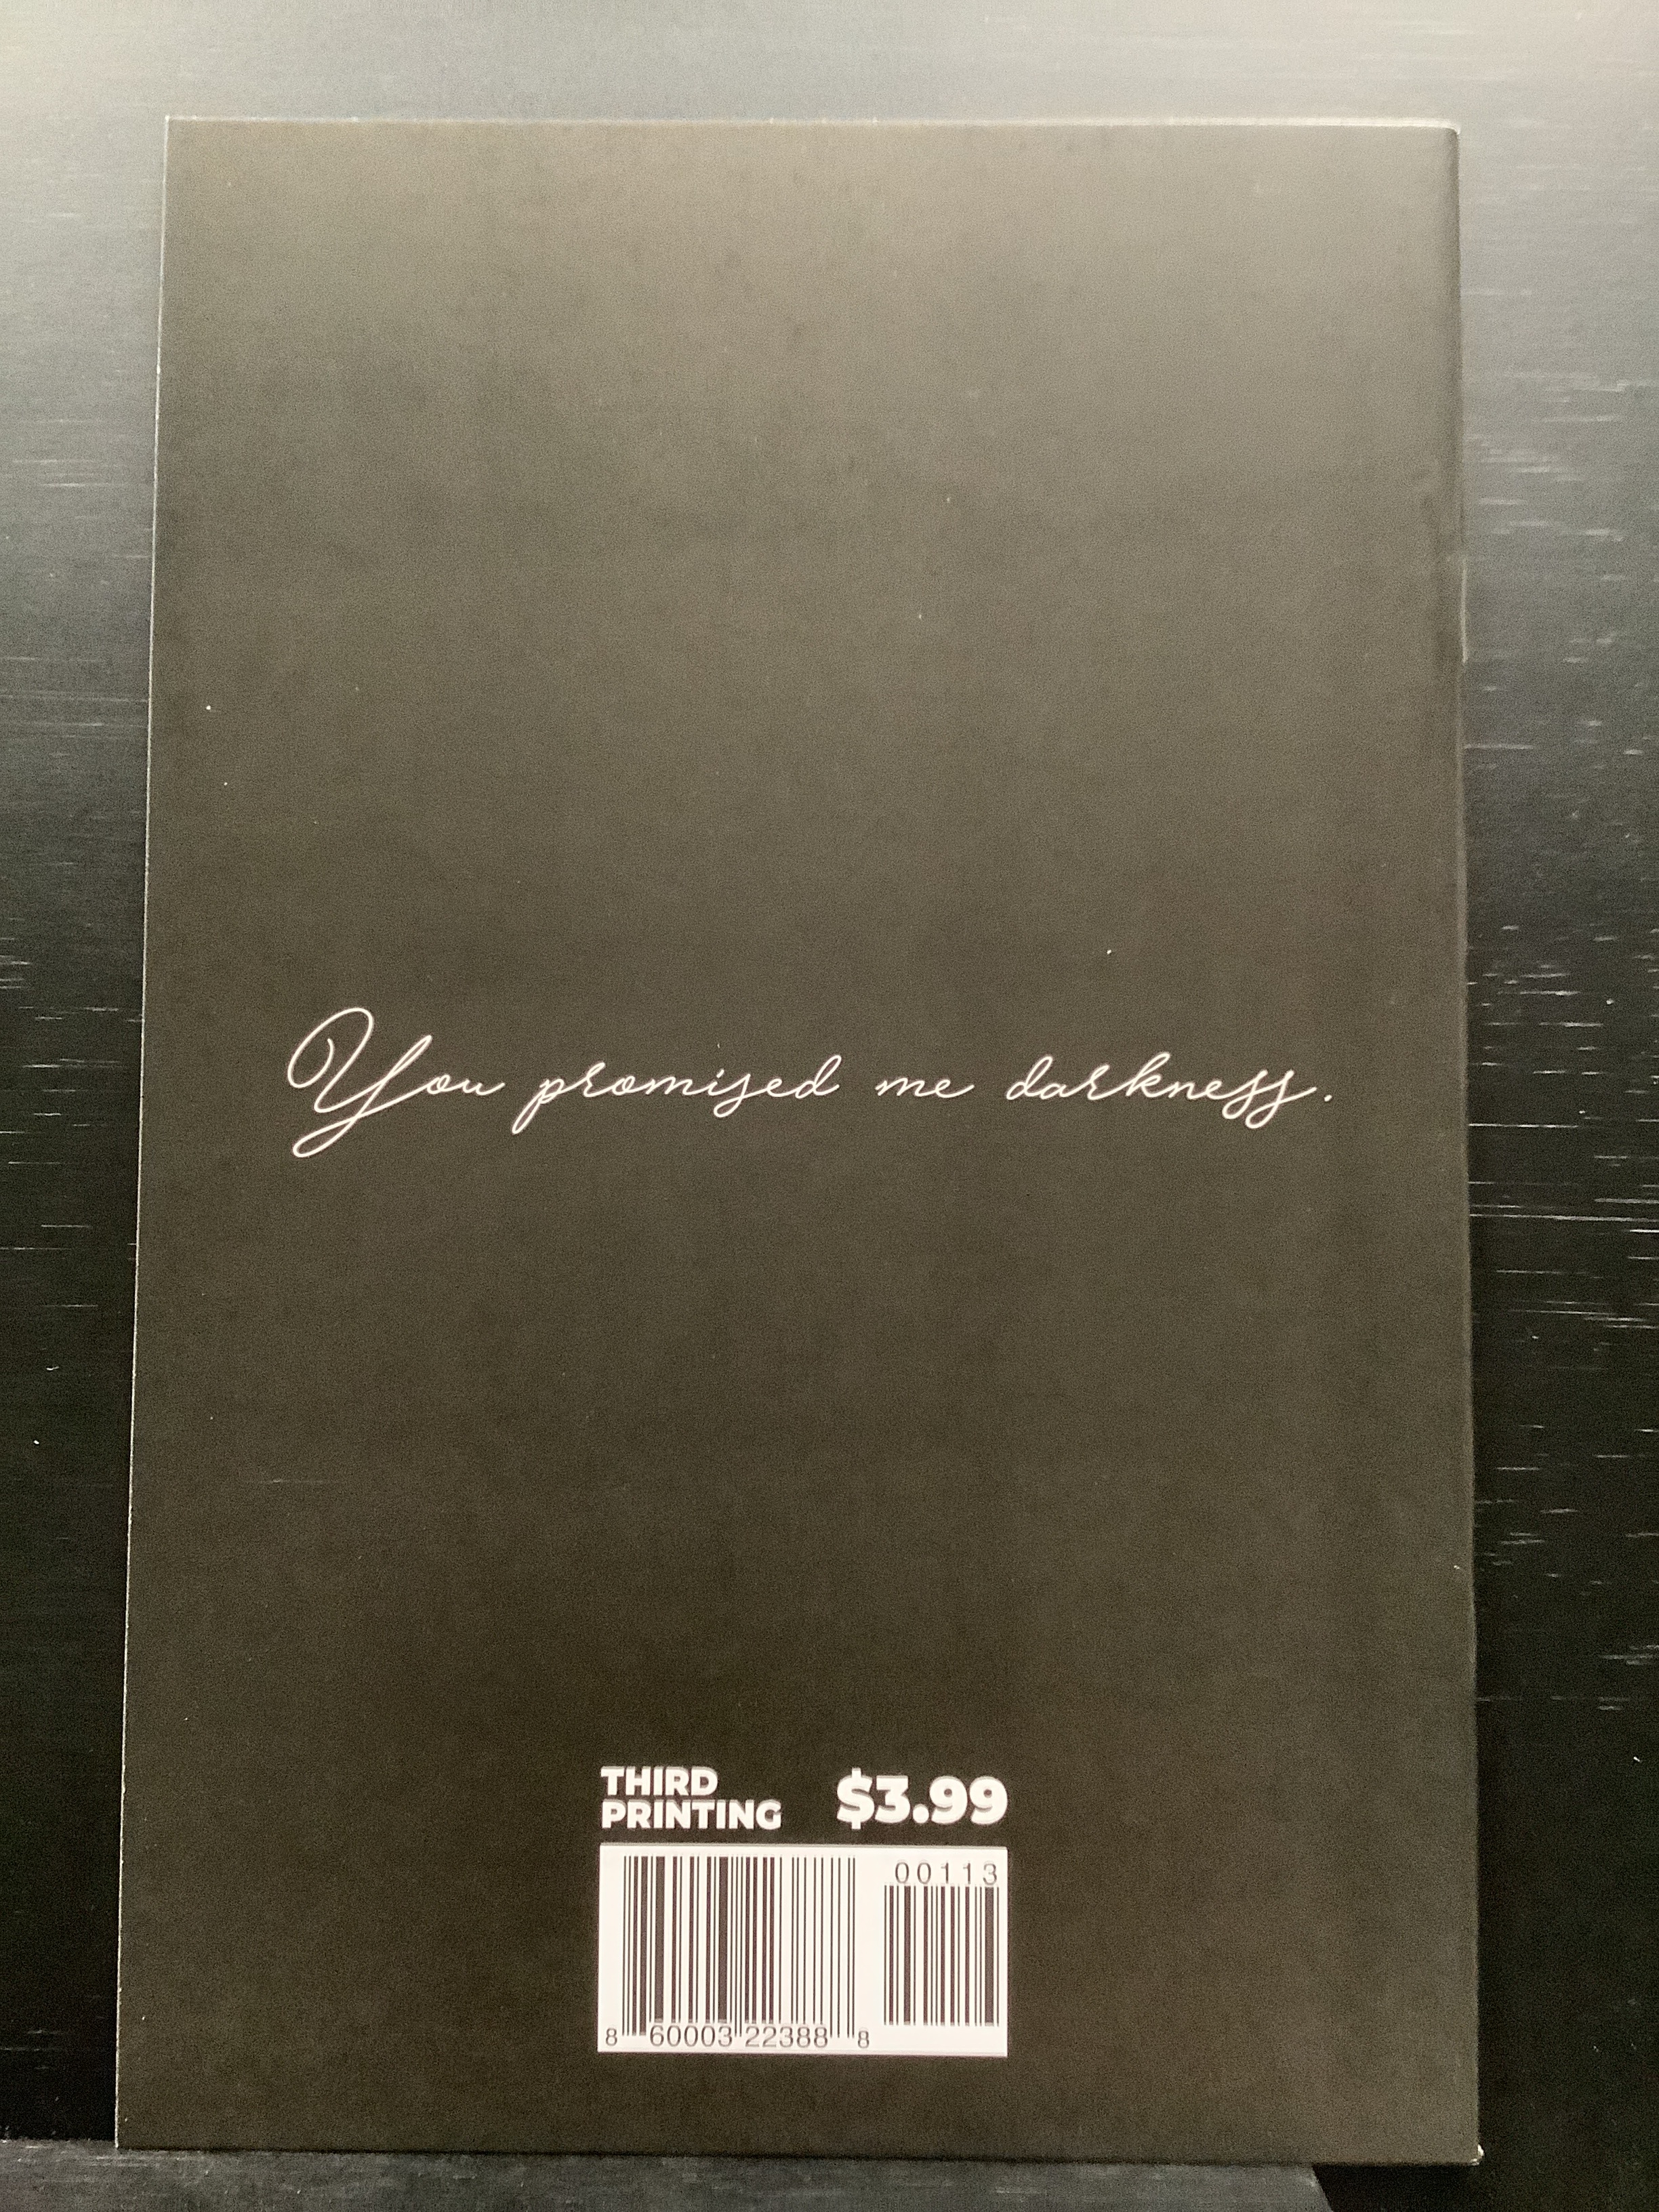 You promised me darkness.
THIRD
PRINTING
$3.99
00113
8 60003 22388 8